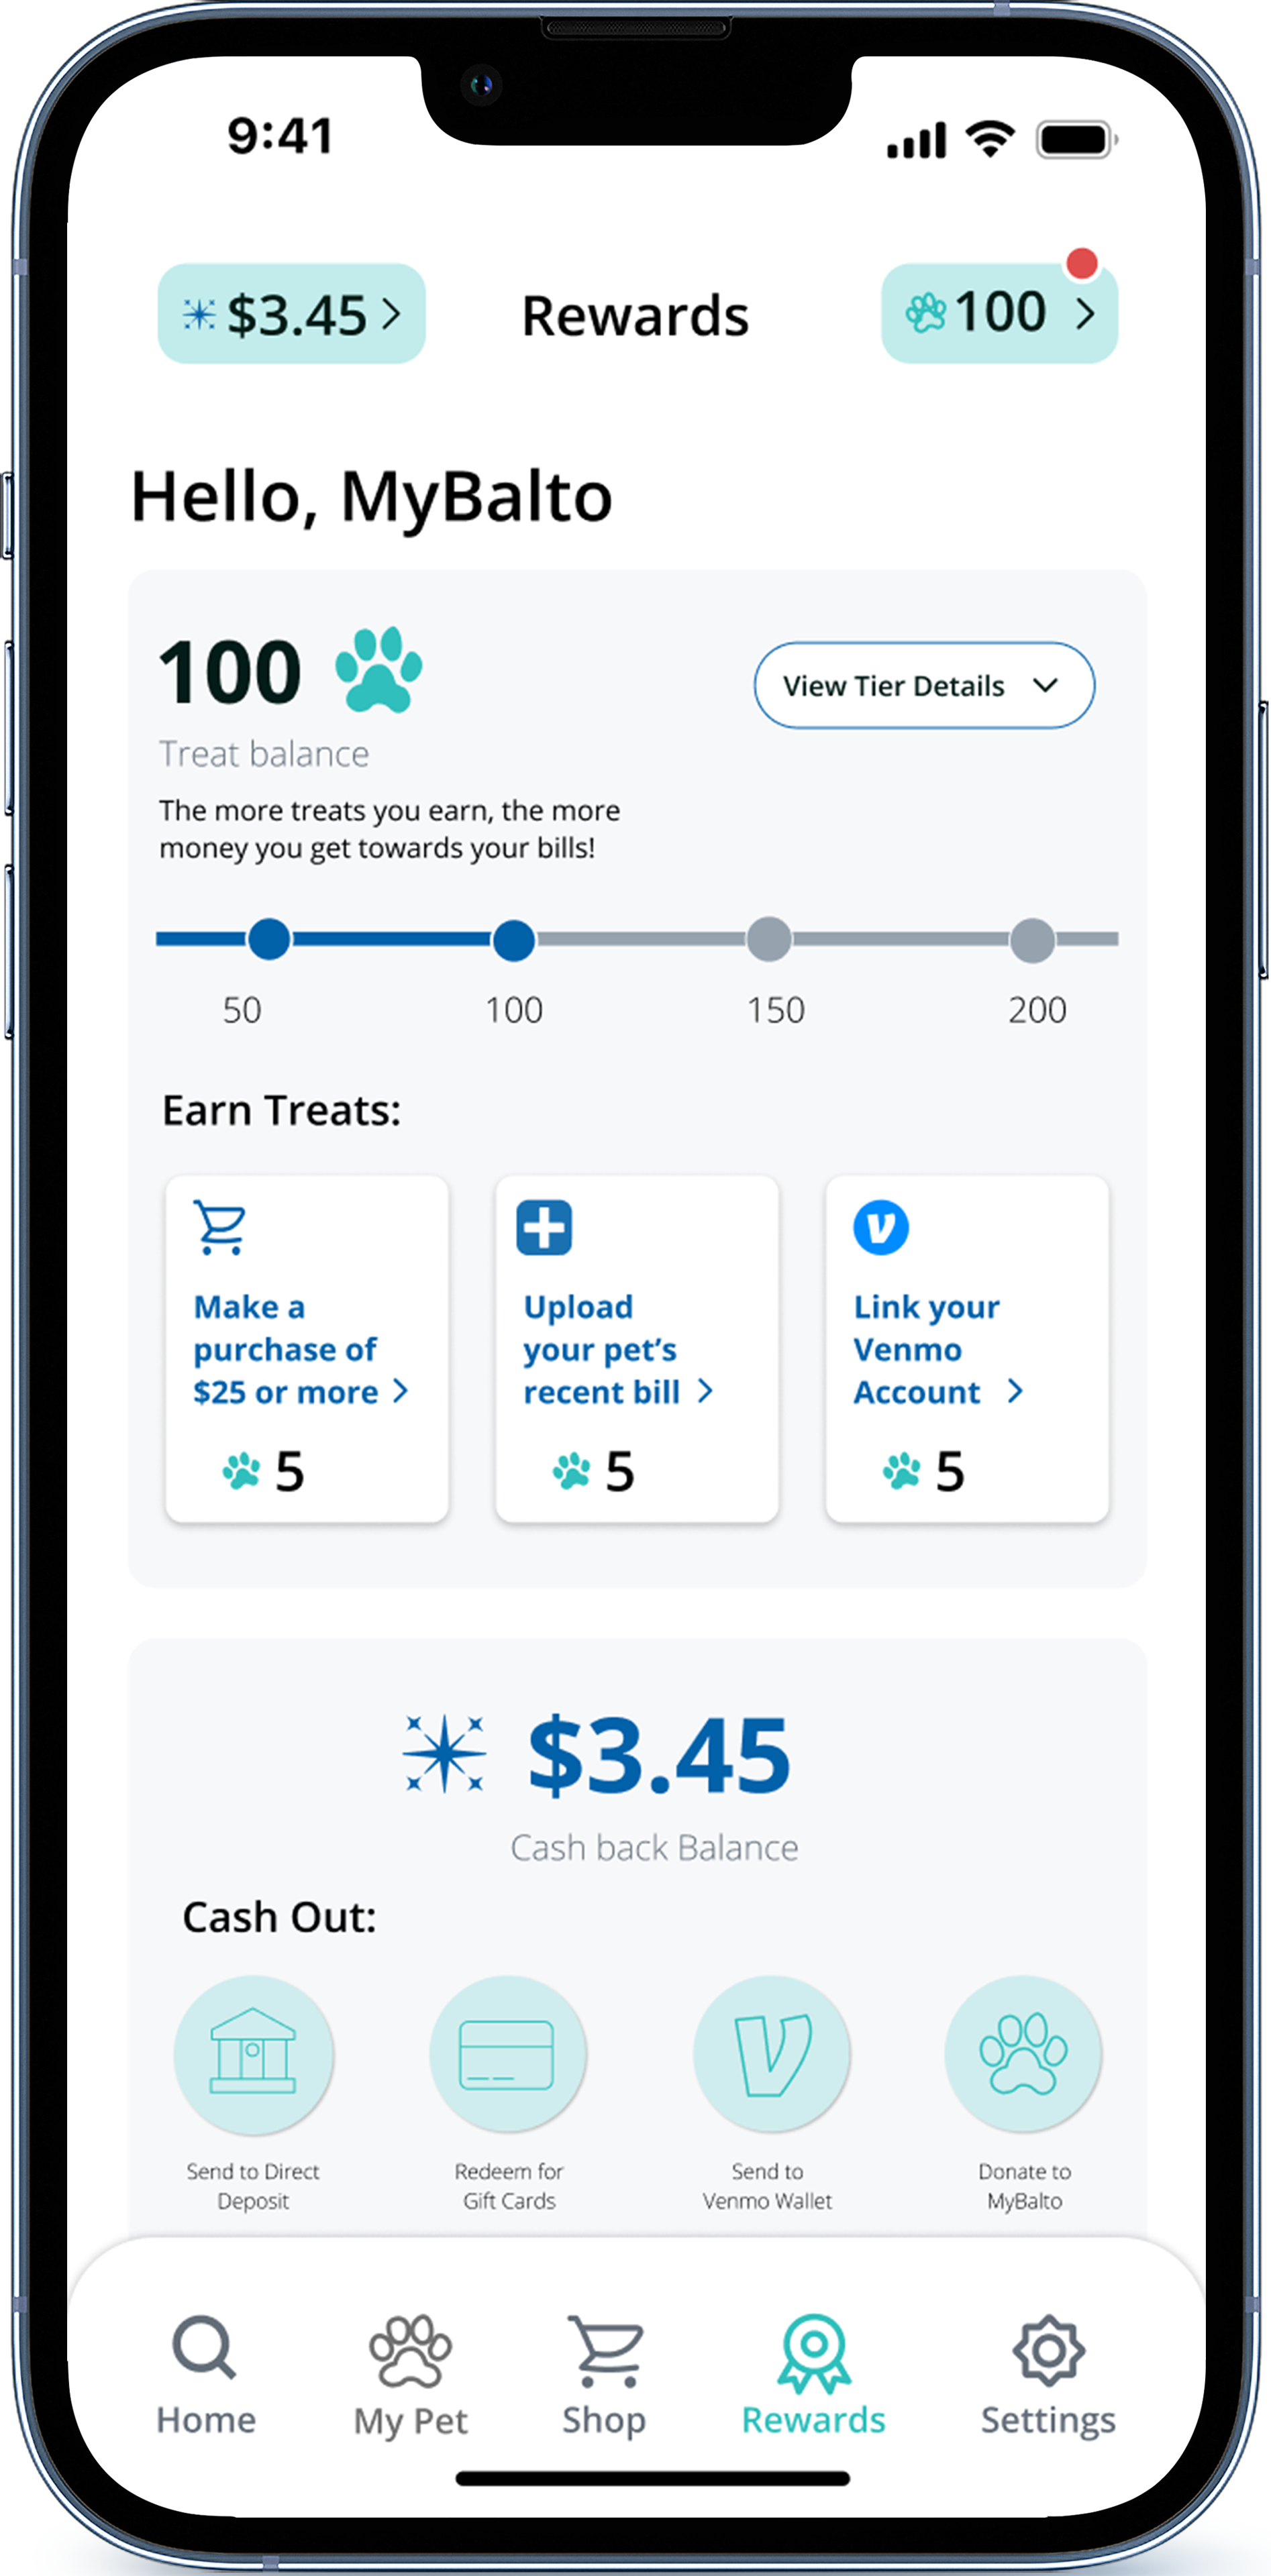 9:41
$3.45
Rewards
100
Hello, MyBalto
100
View Tier Details
Treat balance
The more treats you earn, the more
money you get towards your bills!
50 100 150 200
Earn Treats:
Make a
purchase of
$25 or more
5
Upload
your pet’s
recent bill
5
Link your
Venmo
Account
5
$3.45
Cash back Balance
Cash Out:
Send to Direct
Deposit
Redeem for
Gift Cards
Send to
Venmo Wallet
Donate to
MyBalto
Home
My Pet
Shop
Rewards
Settings